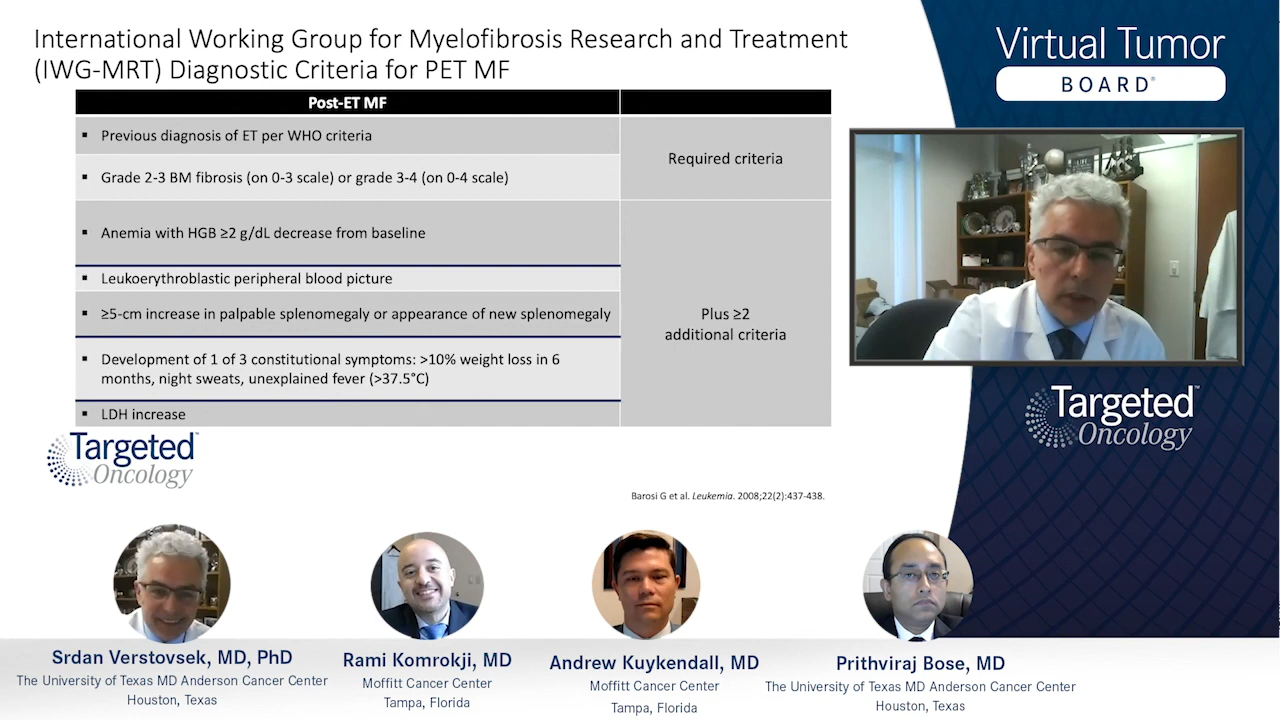 International Working Group for Myelofibrosis Research and Treatment
(IWG-MRT) Diagnostic Criteria for PET MF
Post-ET MF
▪ Previous diagnosis of ET per WHO criteria
▪ Grade 2-3 BM fibrosis (on 0-3 scale) or grade 3-4 (on 0-4 scale)
Required criteria
▪ Anemia with HGB ≥2 g/dL decrease from baseline
▪ Leukoerythroblastic peripheral blood picture
▪ ≥5-cm increase in palpable splenomegaly or appearance of new splenomegaly
▪ Development of 1 of 3 constitutional symptoms: >10% weight loss in 6
months, night sweats, unexplained fever (>37.5°C)
▪ LDH increase
Plus ≥2
additional criteria
Targeted
Oncology
Barosi G et al. Leukemia. 2008;22(2):437-438.
Virtual Tumor
BOARD®
Targeted™
Oncology
Srdan Verstovsek, MD, PhD
The University of Texas MD Anderson Cancer Center
Houston, Texas
Rami Komrokji, MD
Moffitt Cancer Center
Tampa, Florida
Andrew Kuykendall, MD
Moffitt Cancer Center
Tampa, Florida
Prithviraj Bose, MD
The University of Texas MD Anderson Cancer Center
Houston, Texas